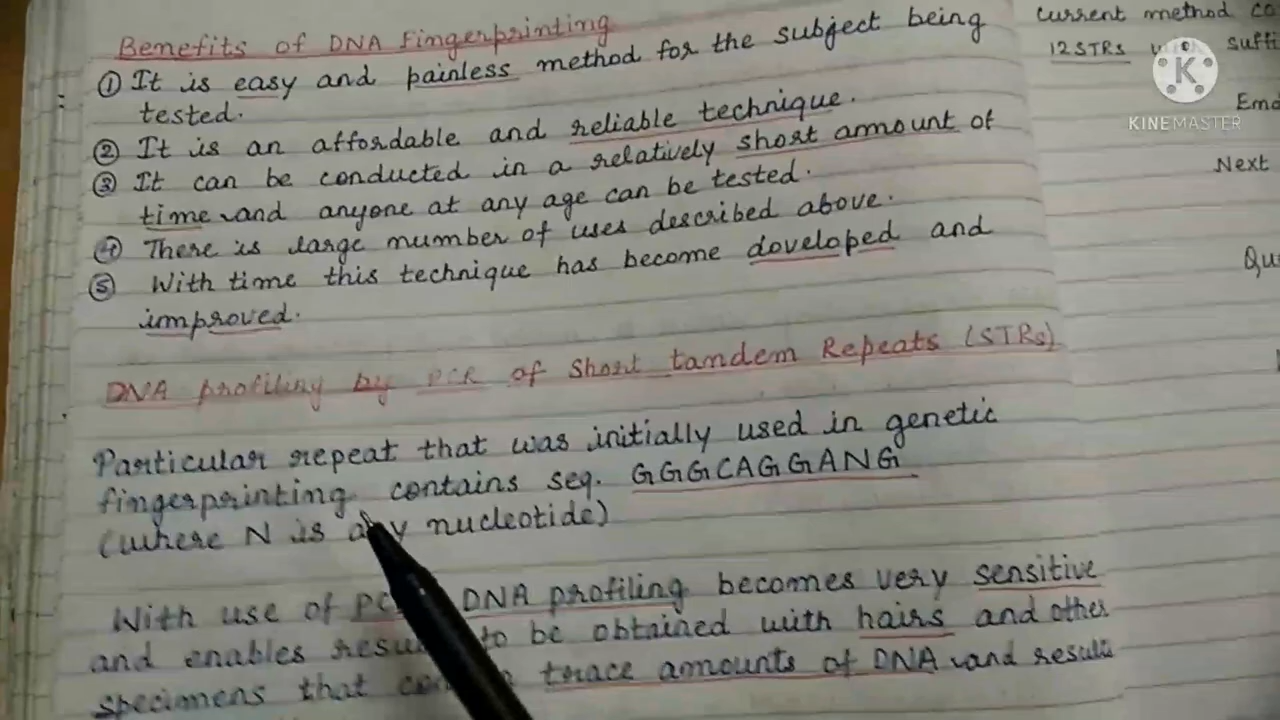 Benefits of DNA Fingerprinting
① It is easy and painless method for the subject being
tested.
② It is an affordable and reliable technique.
③ It can be conducted in a relatively short amount of
time and anyone at any age can be tested.
④ There is large number of uses described above.
⑤ With time this technique has become doveloped and
improved.
DNA profiling by PCR of Short tandem Repeats (STRs)
Particular repeat that was initially used in genetic
fingerprinting contains seq. GGGCAGGANG
(where N is any nucleotide)
With use of DNA profiling becomes very sensitive
and enables to be obtained with hairs and other
specimens that trace amounts of DNA and results
current method
12 STRs
Next
K
KINEMASTER